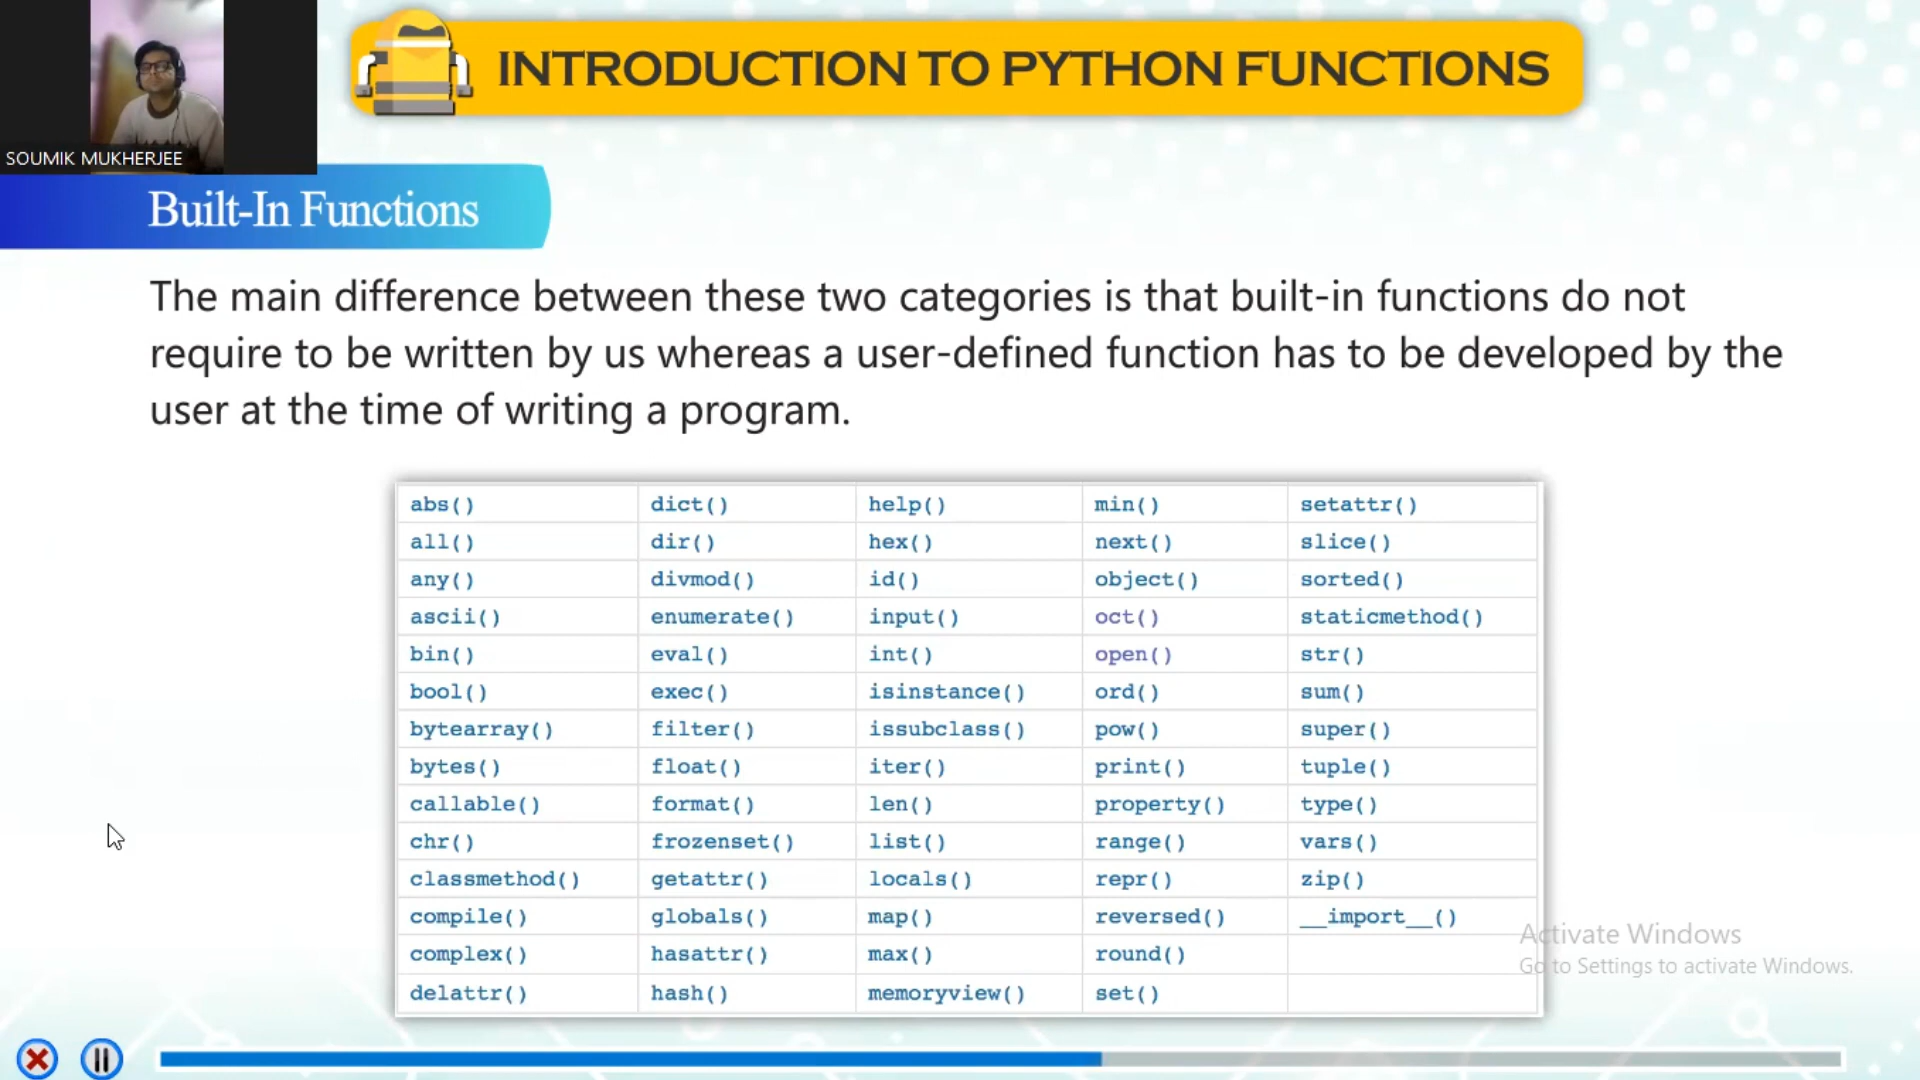 INTRODUCTION TO PYTHON FUNCTIONS
SOUMIK MUKHERJEE
Built-In Functions
The main difference between these two categories is that built-in functions do not
require to be written by us whereas a user-defined function has to be developed by the
user at the time of writing a program.
abs() dict() help() min() setattr()
all() dir() hex() next() slice()
any() divmod() id() object() sorted()
ascii() enumerate() input() oct() staticmethod()
bin() eval() int() open() str()
bool() exec() isinstance() ord() sum()
bytearray() filter() issubclass() pow() super()
bytes() float() iter() print() tuple()
callable() format() len() property() type()
chr() frozenset() list() range() vars()
classmethod() getattr() locals() repr() zip()
compile() globals() map() reversed() __import__()
complex() hasattr() max() round()
delattr() hash() memoryview() set()
Activate Windows
Go to Settings to activate Windows.